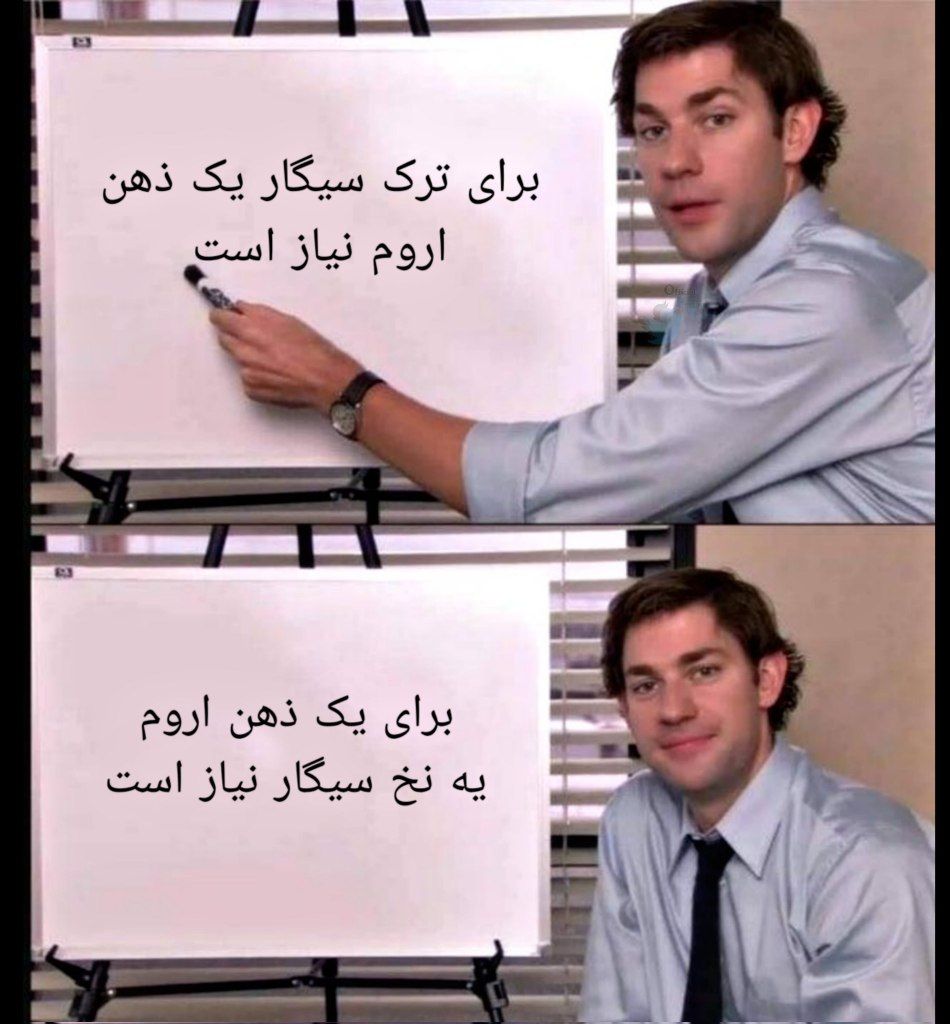 برای ترک سیگار یک ذهن
اروم نیاز است
برای یک ذهن اروم
یه نخ سیگار نیاز است